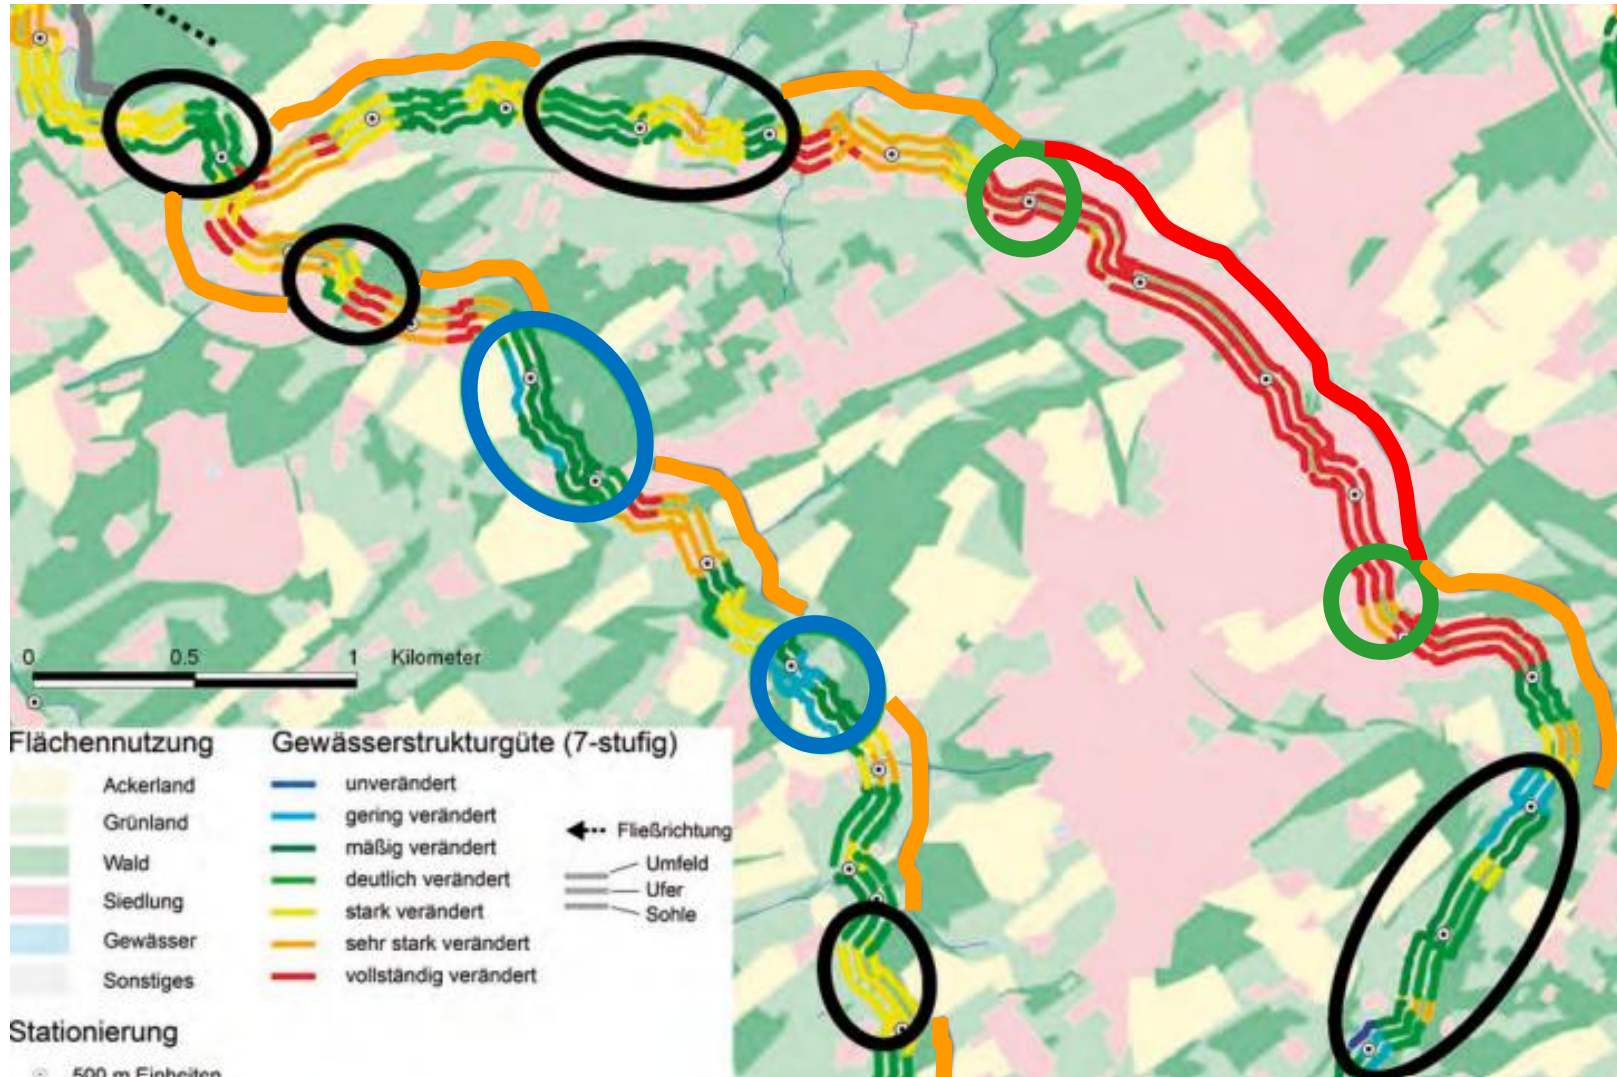 0 0.5 1 Kilometer
Flächennutzung
Ackerland
Grünland
Wald
Siedlung
Gewässer
Sonstiges
Stationierung
500 m Einheiten
Gewässerstrukturgüte (7-stufig)
unverändert
gering verändert
mäßig verändert
deutlich verändert
stark verändert
sehr stark verändert
vollständig verändert
Fließrichtung
Umfeld
Ufer
Sohle